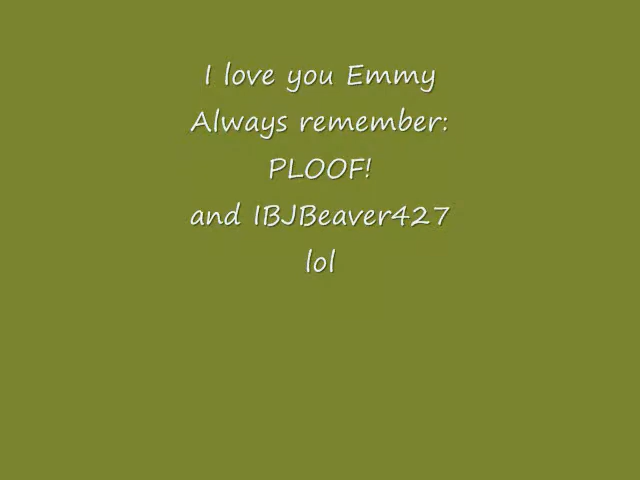 I love you Emmy
Always remember:
PLOOF!
and IBJBeaver427
lol